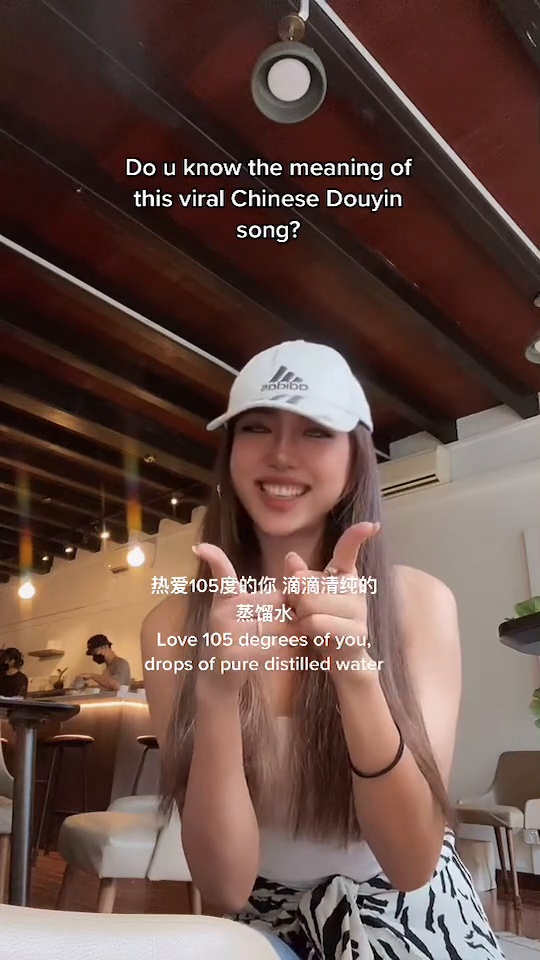 Do u know the meaning of
this viral Chinese Douyin
song?
adidas
热爱105度的你 滴滴清纯的
蒸馏水
Love 105 degrees of you,
drops of pure distilled water